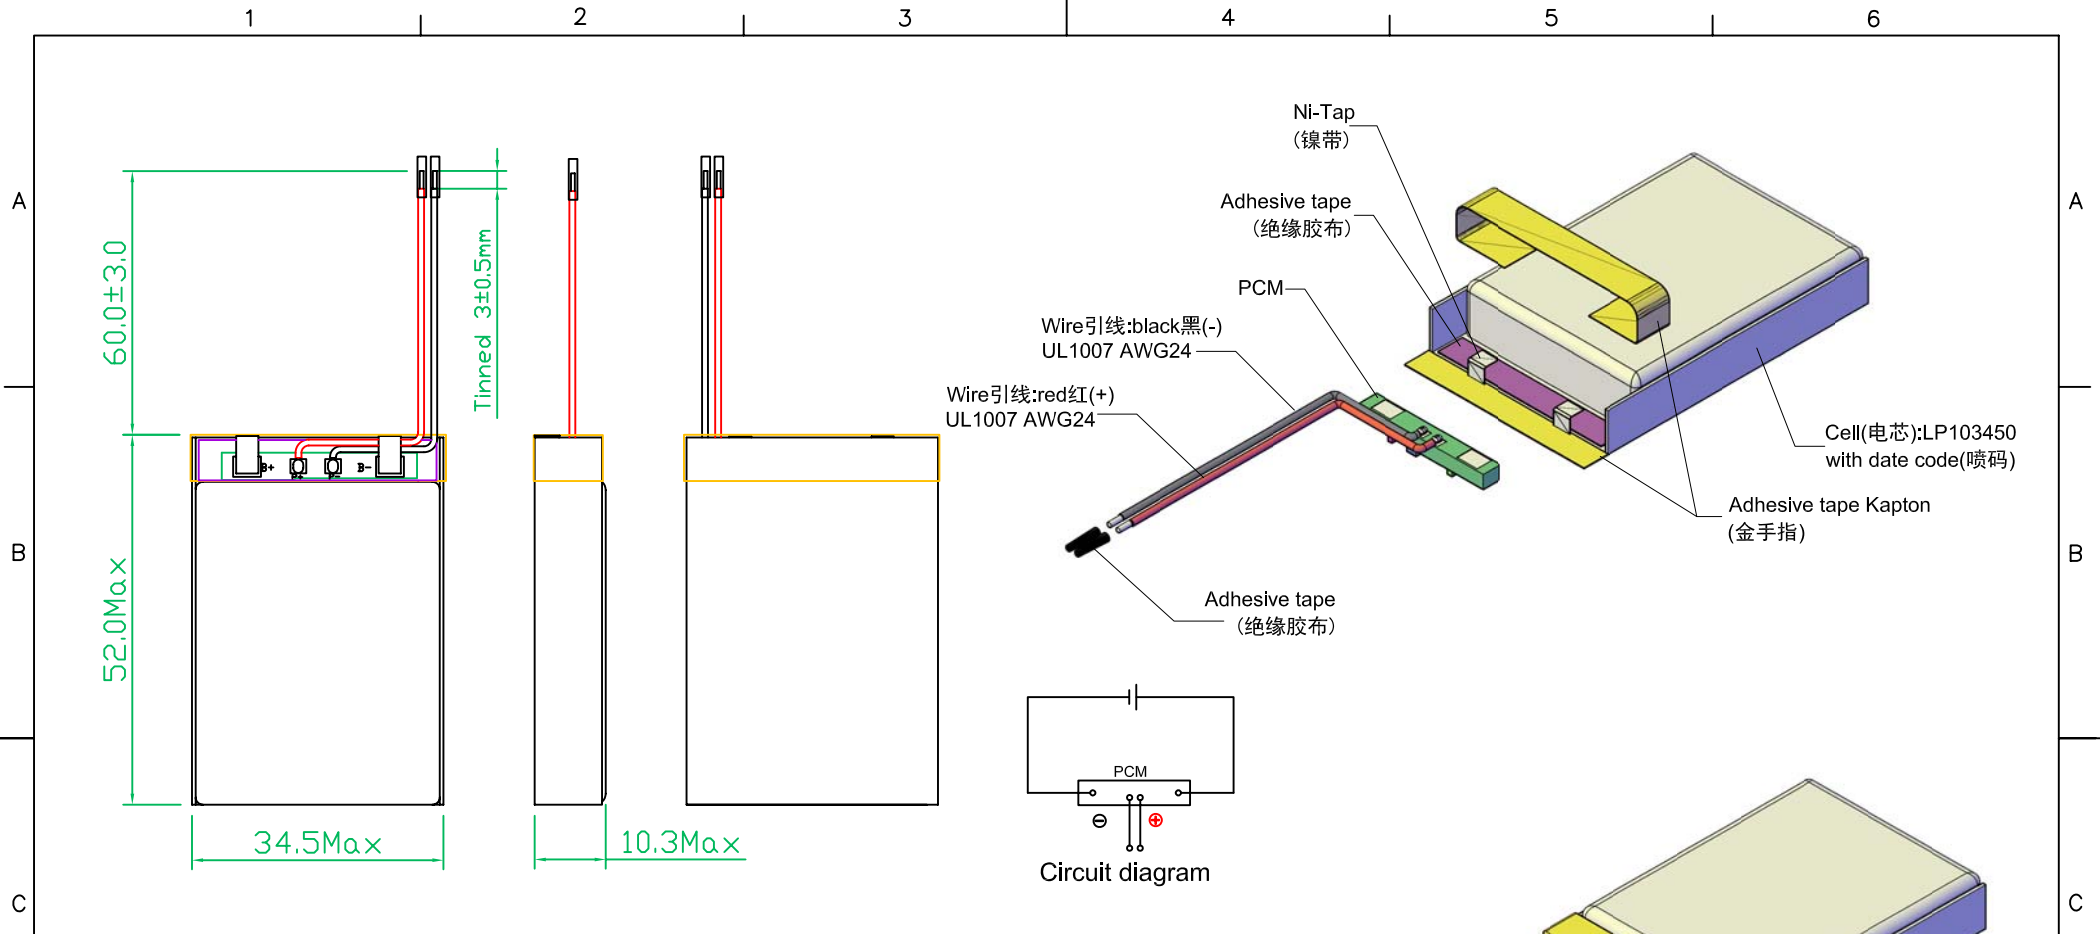 1
2
3
4
5
6
A
B
C
60.0±3.0
Tinned 3±0.5mm
B+
P+
P-
B-
52.0Max
34.5Max
10.3Max
Ni-Tap
(镍带)
Adhesive tape
(绝缘胶布)
PCM
Wire引线:black黑(-)
UL1007 AWG24
Wire引线:red红(+)
UL1007 AWG24
Cell(电芯):LP103450
with date code(喷码)
Adhesive tape Kapton
(金手指)
Adhesive tape
(绝缘胶布)
PCM
⊖ ⊕
Circuit diagram
A
B
C